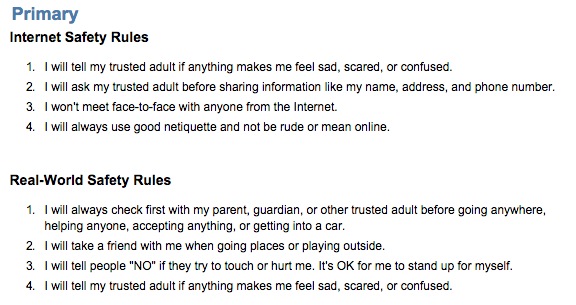 Primary
Internet Safety Rules
1. I will tell my trusted adult if anything makes me feel sad, scared, or confused.
2. I will ask my trusted adult before sharing information like my name, address, and phone number.
3. I won't meet face-to-face with anyone from the Internet.
4. I will always use good netiquette and not be rude or mean online.
Real-World Safety Rules
1. I will always check first with my parent, guardian, or other trusted adult before going anywhere,
helping anyone, accepting anything, or getting into a car.
2. I will take a friend with me when going places or playing outside.
3. I will tell people "NO" if they try to touch or hurt me. It's OK for me to stand up for myself.
4. I will tell my trusted adult if anything makes me feel sad, scared, or confused.